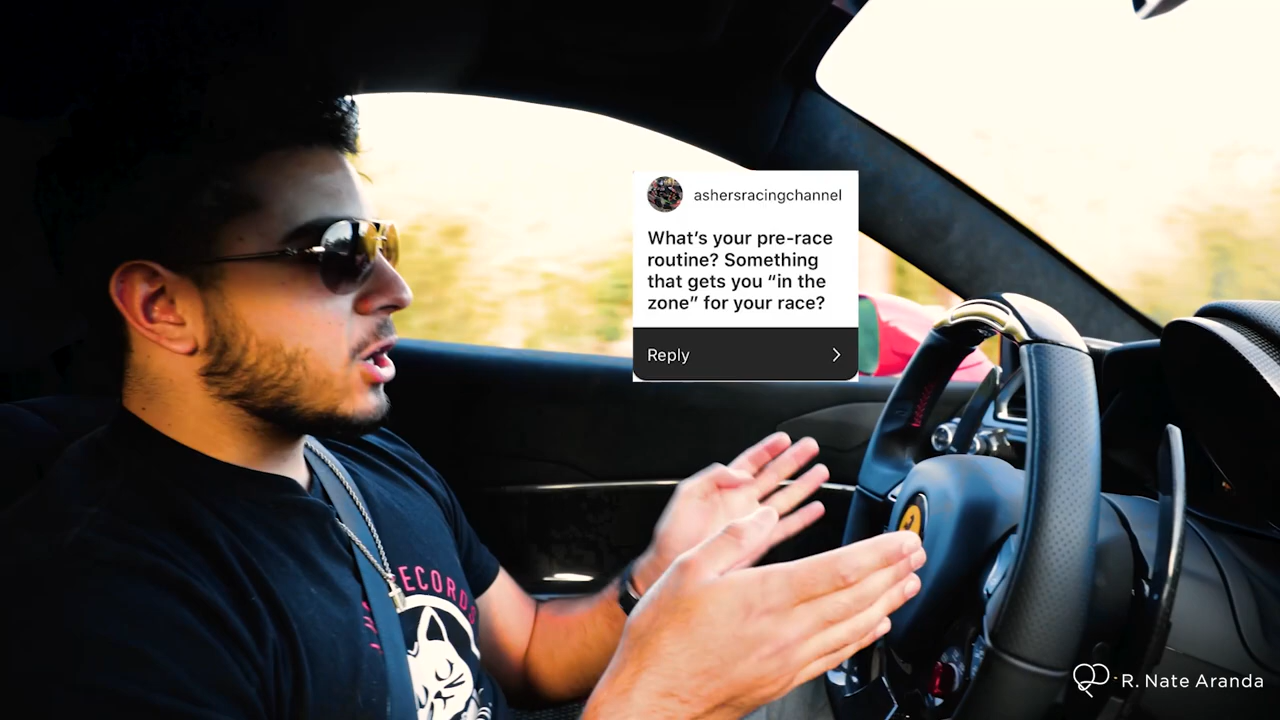 ashersracingchannel
What’s your pre-race
routine? Something
that gets you “in the
zone” for your race?
Reply
ECORDS
R. Nate Aranda